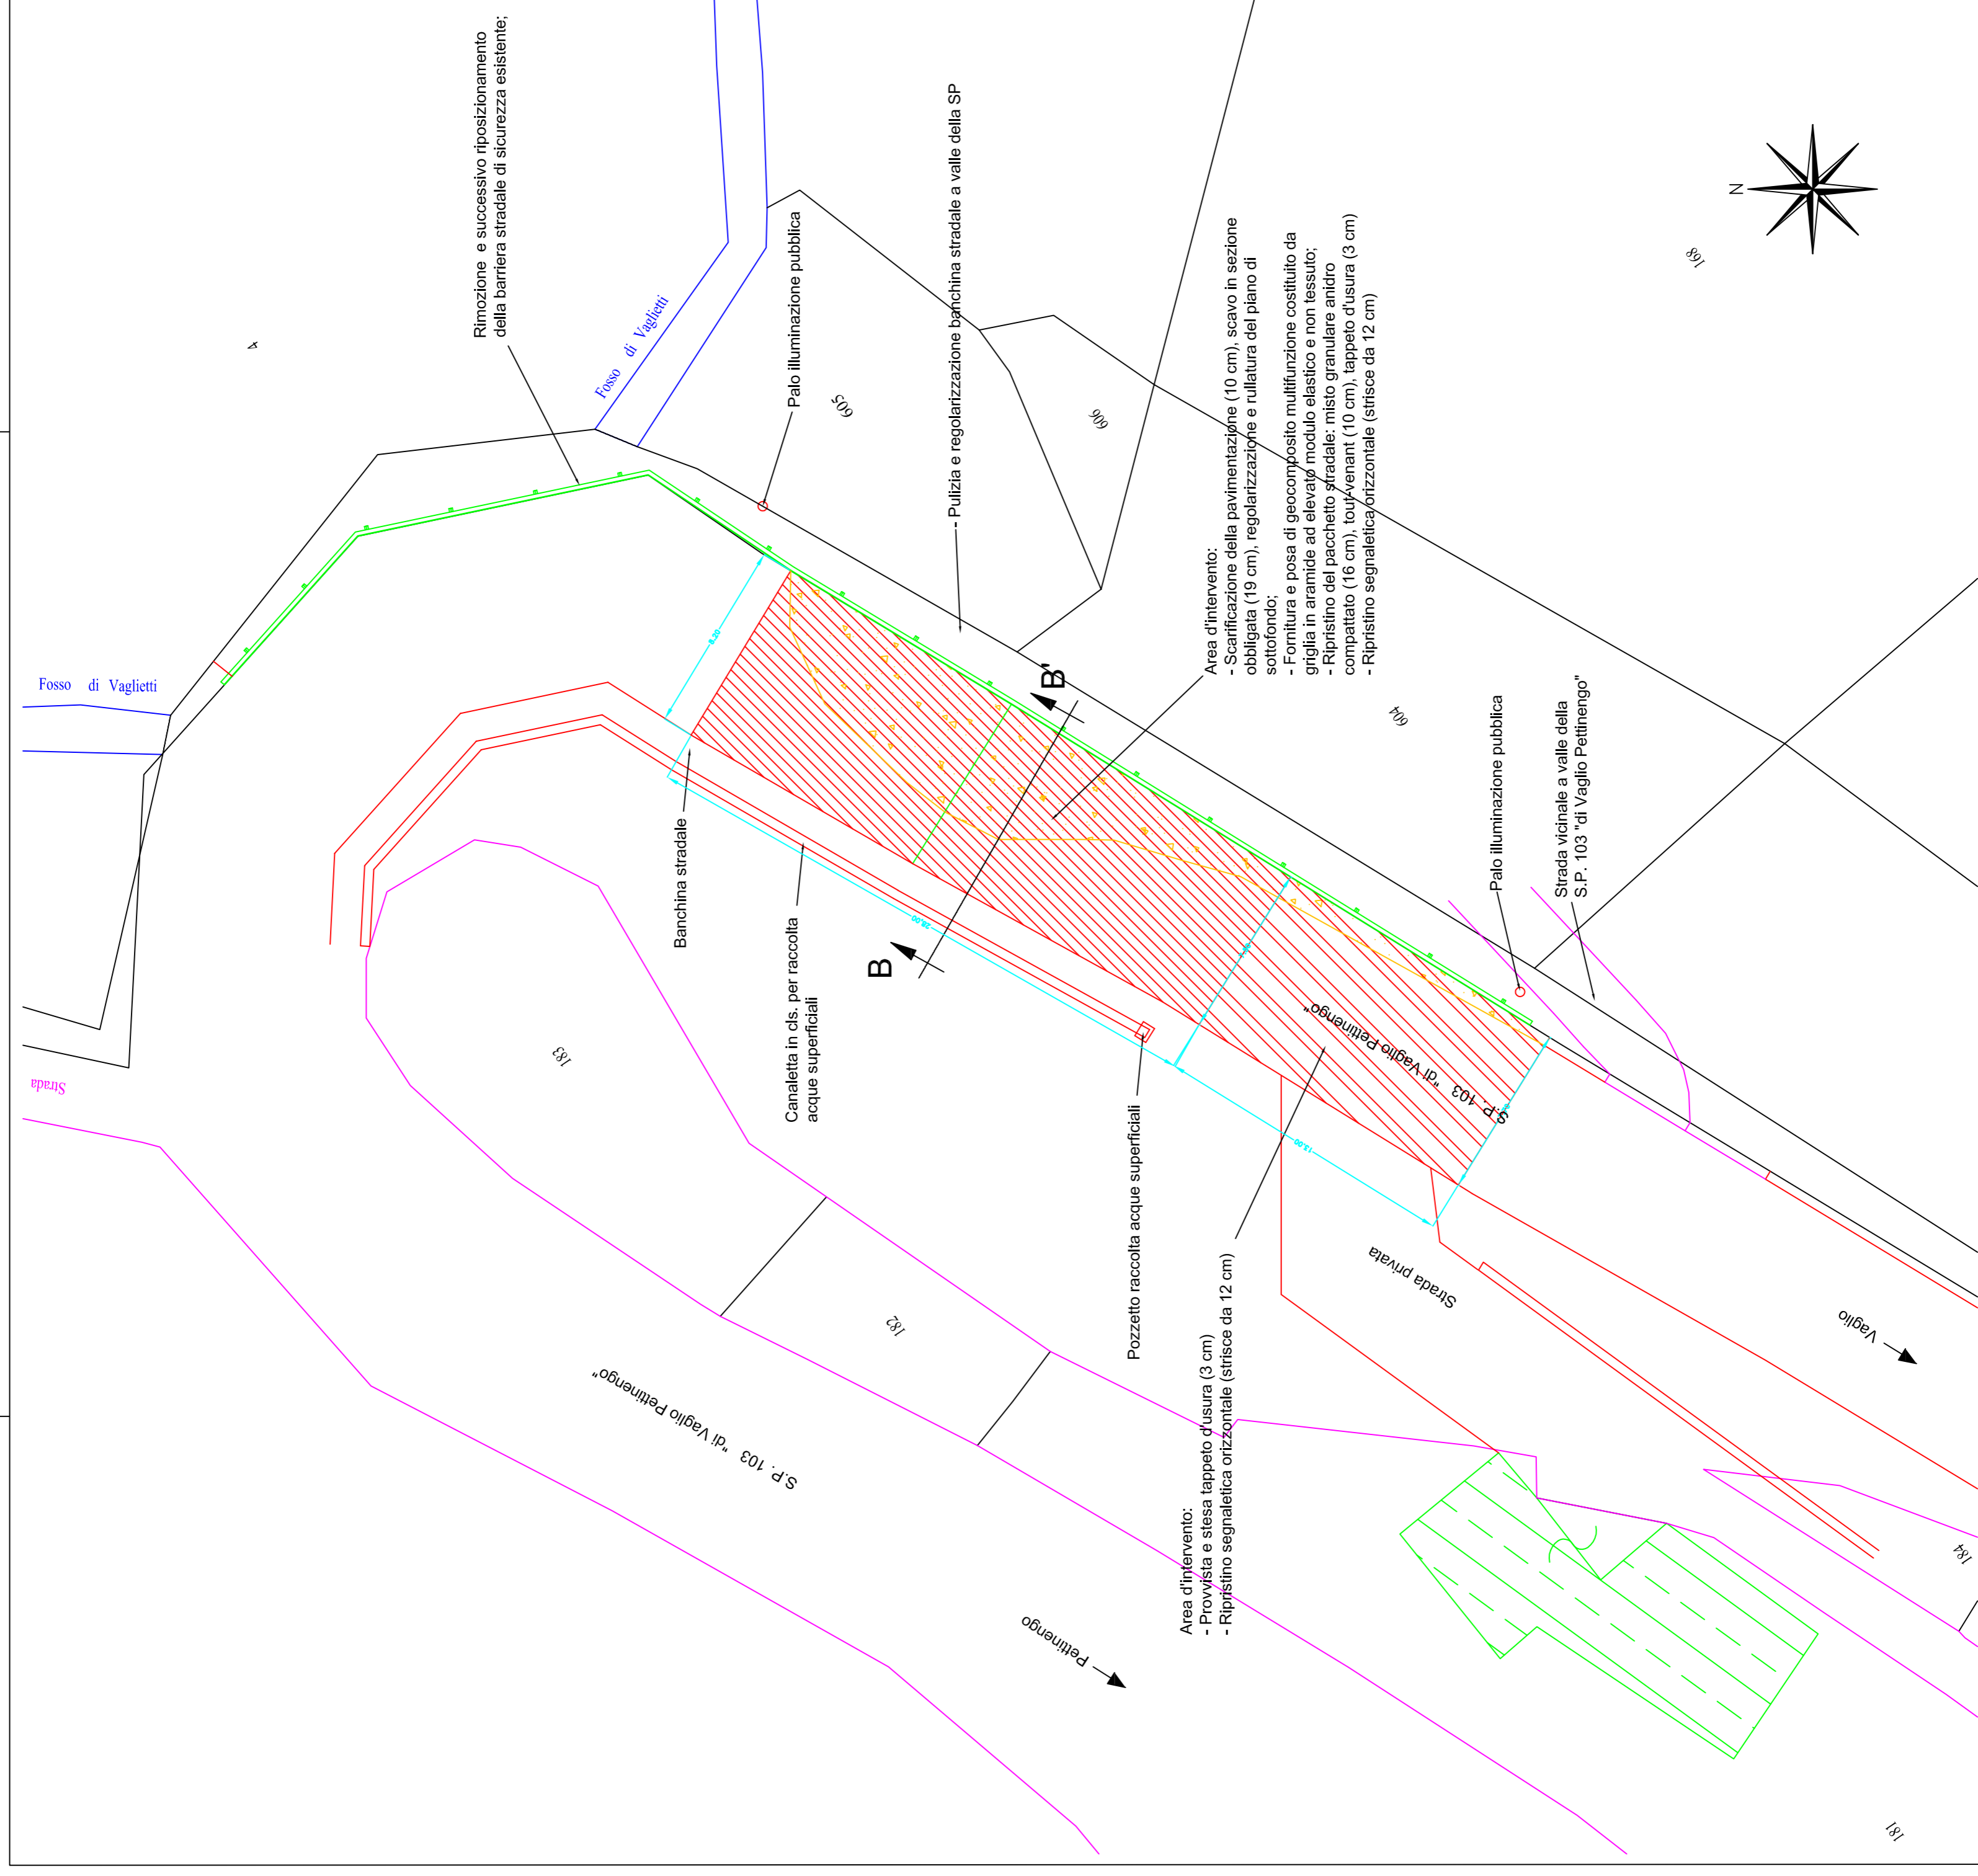 Rimozione e successivo riposizionamento
della barriera stradale di sicurezza esistente;
4
Fosso di Vaglietti
Palo illuminazione pubblica
605
- Pulizia e regolarizzazione banchina stradale a valle della SP
606
Area d'intervento:
- Scarificazione della pavimentazione (10 cm), scavo in sezione
obbligata (19 cm), regolarizzazione e rullatura del piano di
sottofondo;
- Fornitura e posa di geocomposito multifunzione costituito da
griglia in aramide ad elevato modulo elastico e non tessuto;
- Ripristino del pacchetto stradale: misto granulare anidro
compattato (16 cm), tout-venant (10 cm), tappeto d'usura (3 cm)
- Ripristino segnaletica orizzontale (strisce da 12 cm)
168
N
Fosso di Vaglietti
8.20
B'
604
Palo illuminazione pubblica
Strada vicinale a valle della
S.P. 103 "di Vaglio Pettinengo"
Banchina stradale
28.00
B
Canaletta in cls. per raccolta
acque superficiali
183
Strada
S.P. 103 "di Vaglio Pettinengo"
13.00
Pozzetto raccolta acque superficiali
Strada privata
182
Vaglio
S.P. 103 "di Vaglio Pettinengo"
Area d'intervento:
- Provvista e stesa tappeto d'usura (3 cm)
- Ripristino segnaletica orizzontale (strisce da 12 cm)
Pettinengo
184
181